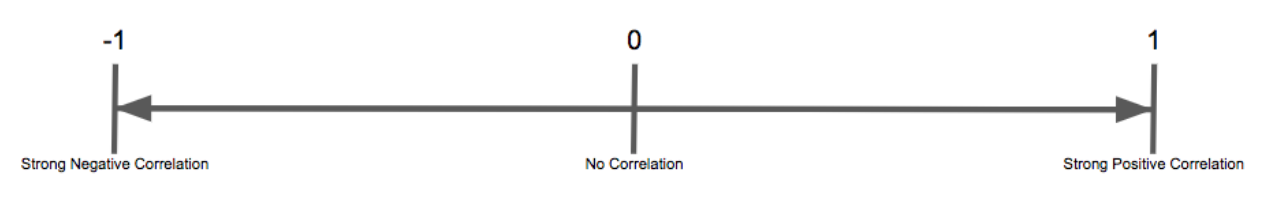 -1 0 1
Strong Negative Correlation No Correlation Strong Positive Correlation